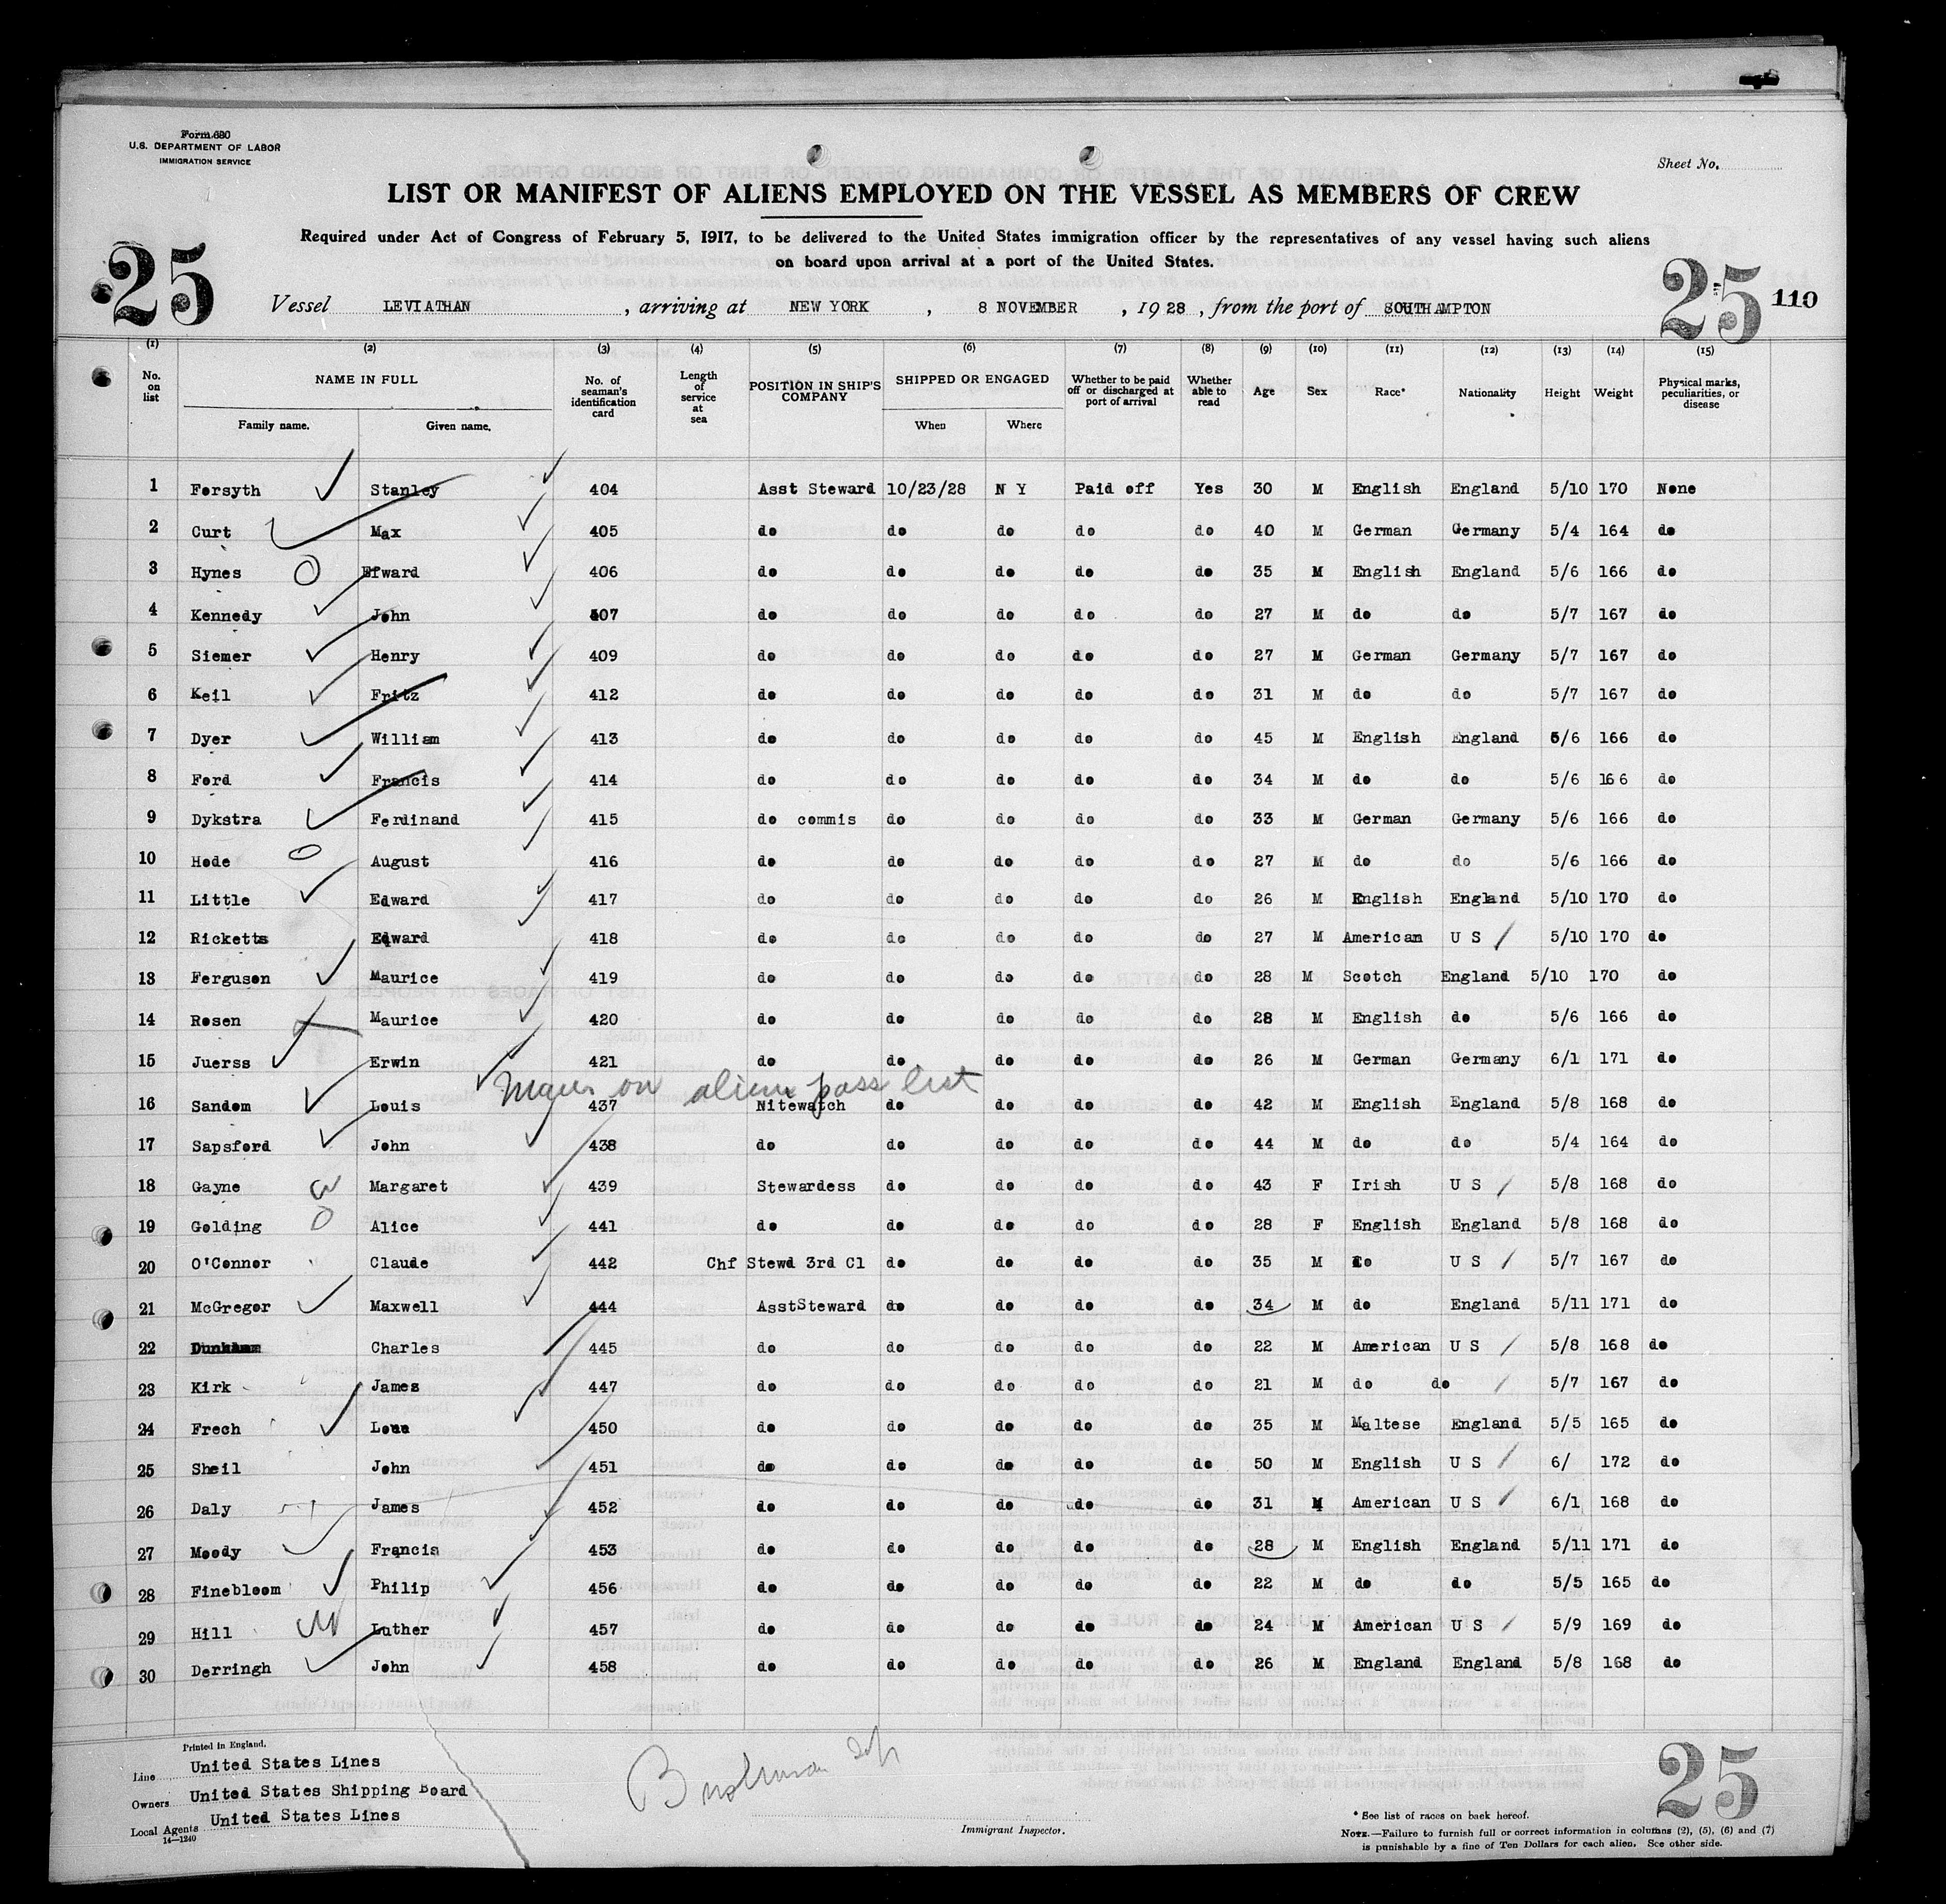 Form 680
U.S. DEPARTMENT OF LABOR
IMMIGRATION SERVICE
Sheet No.
LIST OR MANIFEST OF ALIENS EMPLOYED ON THE VESSEL AS MEMBERS OF CREW
Required under Act of Congress of February 5, 1917, to be delivered to the United States immigration officer by the representatives of any vessel having such aliens
on board upon arrival at a port of the United States.
25 25 110
Vessel LEVIATHAN , arriving at NEW YORK , 8 NOVEMBER , 1928 , from the port of SOUTHAMPTON
(1) (2) (3) (4) (5) (6) (7) (8) (9) (10) (11) (12) (13) (14) (15)
No. on list NAME IN FULL Family name. Given name. No. of seaman's identification card Length of service at sea POSITION IN SHIP'S COMPANY SHIPPED OR ENGAGED When Where Whether to be paid off or discharged at port of arrival Whether able to read Age Sex Race* Nationality Height Weight Physical marks, peculiarities, or disease
1 Forsyth Stanley 404 Asst Steward 10/23/28 N Y Paid off Yes 30 M English England 5/10 170 None
2 Curt Max 405 do do do do do 40 M German Germany 5/4 164 do
3 Hynes Efward 406 do do do do do 35 M English England 5/6 166 do
4 Kennedy John 407 do do do do do 27 M do do 5/7 167 do
5 Siemer Henry 409 do do do do do 27 M German Germany 5/7 167 do
6 Keil Fritz 412 do do do do do 31 M do do 5/7 167 do
7 Dyer William 413 do do do do do 45 M English England 5/6 166 do
8 Ford Francis 414 do do do do do 34 M do do 5/6 166 do
9 Dykstra Ferdinand 415 do commis do do do do 33 M German Germany 5/6 166 do
10 Hode August 416 do do do do do 27 M do do 5/6 166 do
11 Little Edward 417 do do do do do 26 M English England 5/10 170 do
12 Ricketts Edward 418 do do do do do 27 M American U S 5/10 170 do
13 Ferguson Maurice 419 do do do do do 28 M Scotch England 5/10 170 do
14 Rosen Maurice 420 do do do do do 28 M English do 5/6 166 do
15 Juerss Erwin 421 do do do do do 26 M German Germany 6/1 171 do
on alien pass list
16 Sandom Louis 437 Nitewatch do do do do 42 M English England 5/8 168 do
17 Sapsford John 438 do do do do do 44 M do do 5/4 164 do
18 Gayne Margaret 439 Stewardess do do do do 43 F Irish U S 5/8 168 do
19 Golding Alice 441 do do do do do 28 F English England 5/8 168 do
20 O'Connor Claude 442 Chf Stewd 3rd Cl do do do do 35 M do U S 5/7 167 do
21 McGregor Maxwell 444 AsstSteward do do do do 34 M do England 5/11 171 do
22 Dunham Charles 445 do do do do do 22 M American U S 5/8 168 do
23 Kirk James 447 do do do do do 21 M do do 5/7 167 do
24 Frech 450 do do do do do 35 M Maltese England 5/5 165 do
25 Sheil John 451 do do do do do 50 M English U S 6/ 172 do
26 Daly James 452 do do do do do 31 M American U S 6/1 168 do
27 Moody Francis 453 do do do do do 28 M English England 5/11 171 do
28 Finebloom Philip 456 do do do do do 22 M do do 5/5 165 do
29 Hill Luther 457 do do do do do 24 M American U S 5/9 169 do
30 Derringh John 458 do do do do do 26 M England England 5/8 168 do
Printed in England.
Line United States Lines
Owners United States Shipping Board
Local Agents United States Lines
14—1240
Immigrant Inspector.
25
* See list of races on back hereof.
NOTE.—Failure to furnish full or correct information in columns (2), (5), (6) and (7)
is punishable by a fine of Ten Dollars for each alien. See other side.